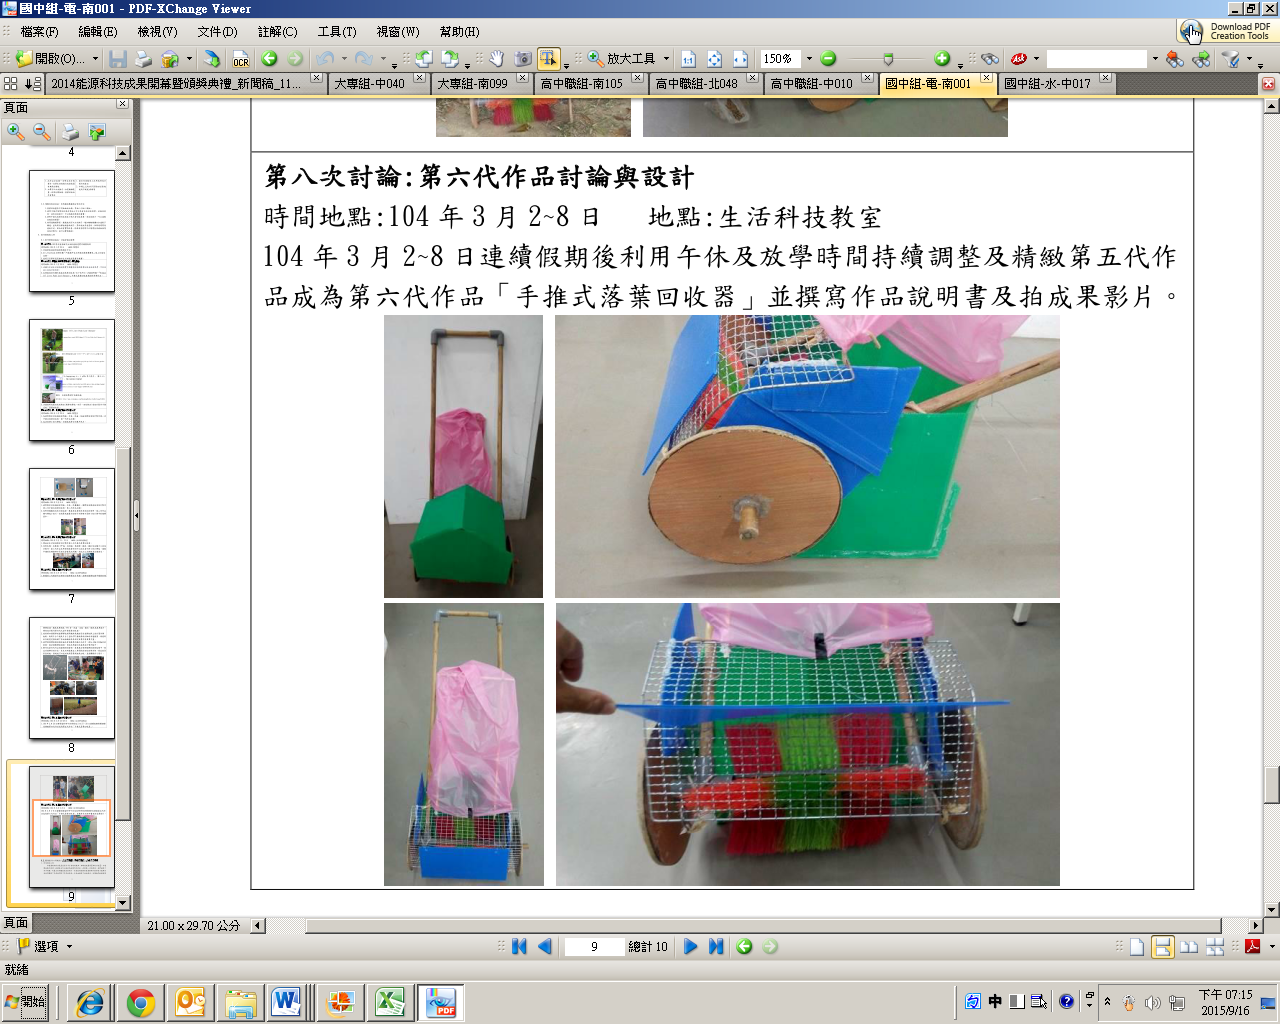 國中組-電-南001 - PDF-XChange Viewer
檔案(F) 編輯(E) 檢視(V) 文件(D) 註解(C) 工具(T) 視窗(W) 幫助(H)
Download PDF
Creation Tools
開啟(O)... OCR 放大工具 150% Ask
2014能源科技成果開幕暨頒獎典禮_新聞稿_11... 大專組-中040 大專組-南099 高中職組-南105 高中職組-北048 高中職組-中010 國中組-電-南001 國中組-水-中017
頁面
4
5
6
7
8
9
第八次討論:第六代作品討論與設計
時間地點:104 年 3 月 2~8 日 地點:生活科技教室
104 年 3 月 2~8 日連續假期後利用午休及放學時間持續調整及精緻第五代作
品成為第六代作品「手推式落葉回收器」並撰寫作品說明書及拍成果影片。
頁面
21.00 x 29.70 公分
選項 9 總計 10
就緒
開始
中
下午 07:15
2015/9/16